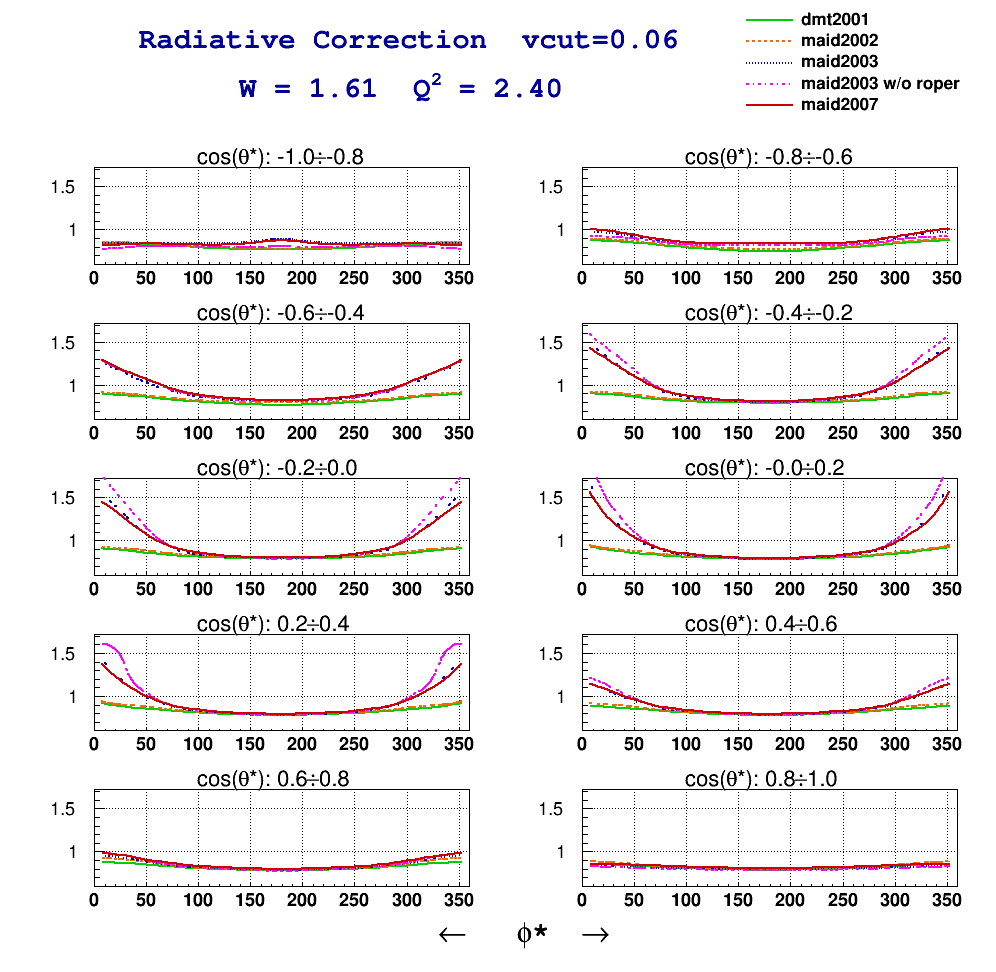 Radiative Correction vcut=0.06
W = 1.61 Q² = 2.40
dmt2001
maid2002
maid2003
maid2003 w/o roper
maid2007
cos(θ*): -1.0÷-0.8
1.5
1
0 50 100 150 200 250 300 350
cos(θ*): -0.8÷-0.6
1.5
1
0 50 100 150 200 250 300 350
cos(θ*): -0.6÷-0.4
1.5
1
0 50 100 150 200 250 300 350
cos(θ*): -0.4÷-0.2
1.5
1
0 50 100 150 200 250 300 350
cos(θ*): -0.2÷0.0
1.5
1
0 50 100 150 200 250 300 350
cos(θ*): -0.0÷0.2
1.5
1
0 50 100 150 200 250 300 350
cos(θ*): 0.2÷0.4
1.5
1
0 50 100 150 200 250 300 350
cos(θ*): 0.4÷0.6
1.5
1
0 50 100 150 200 250 300 350
cos(θ*): 0.6÷0.8
1.5
1
0 50 100 150 200 250 300 350
cos(θ*): 0.8÷1.0
1.5
1
0 50 100 150 200 250 300 350
← ϕ* →